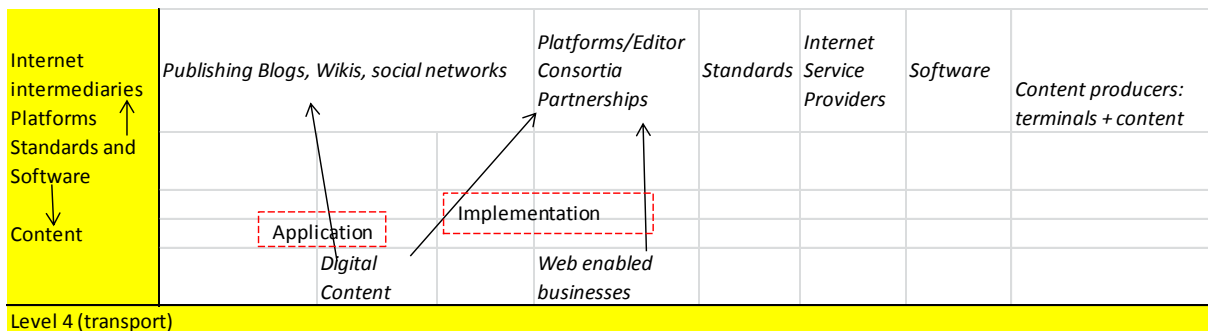 Internet
intermediaries
Platforms
Standards and
Software
Content
Publishing Blogs, Wikis, social networks
Platforms/Editor
Consortia
Partnerships
Standards
Internet
Service
Providers
Software
Content producers:
terminals + content
Application
Implementation
Digital
Content
Web enabled
businesses
Level 4 (transport)